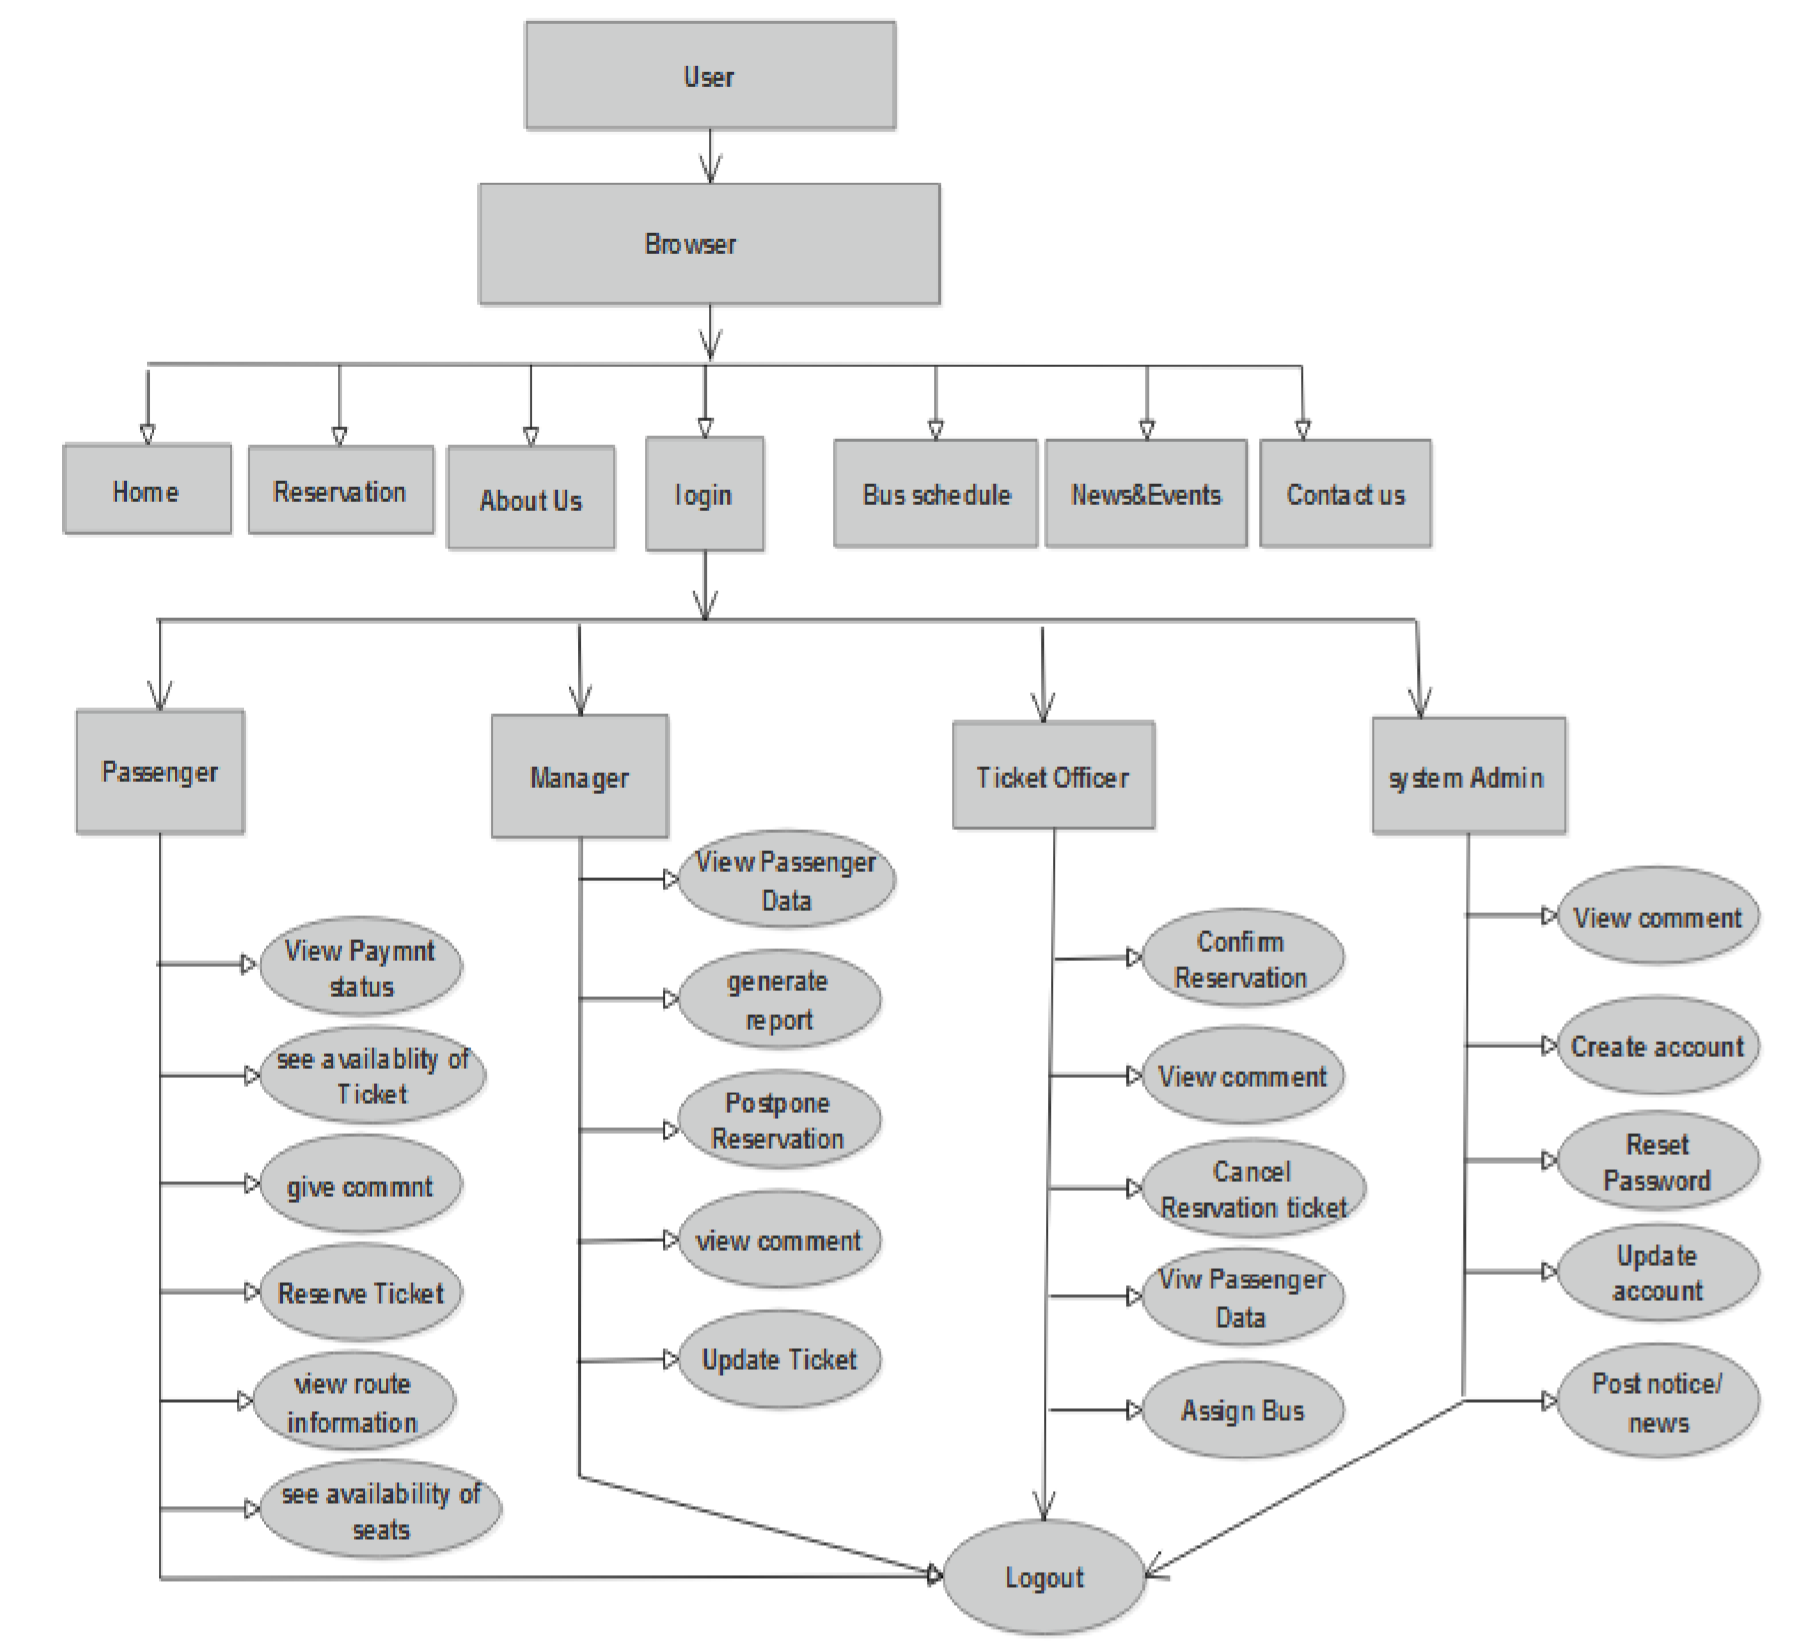 User
Browser
Home
Reservation
About Us
login
Bus schedule
News&Events
Contact us
Passenger
Manager
Ticket Officer
system Admin
View Paymnt
status
see availablity of
Ticket
give commnt
Reserve Ticket
view route
information
see availability of
seats
View Passenger
Data
generate
report
Postpone
Reservation
view comment
Update Ticket
Confirm
Reservation
View comment
Cancel
Resrvation ticket
Viw Passenger
Data
Assign Bus
View comment
Create account
Reset
Password
Update
account
Post notice/
news
Logout